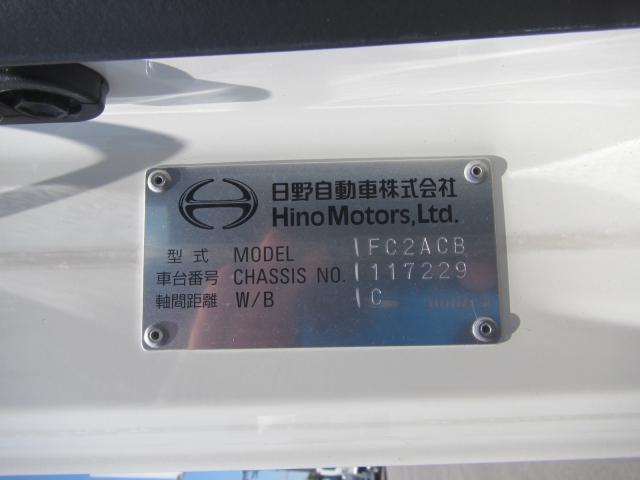 日野自動車株式会社
Hino Motors, Ltd.
型式 MODEL FC2ACB
車台番号 CHASSIS NO. 117229
軸間距離 W/B C